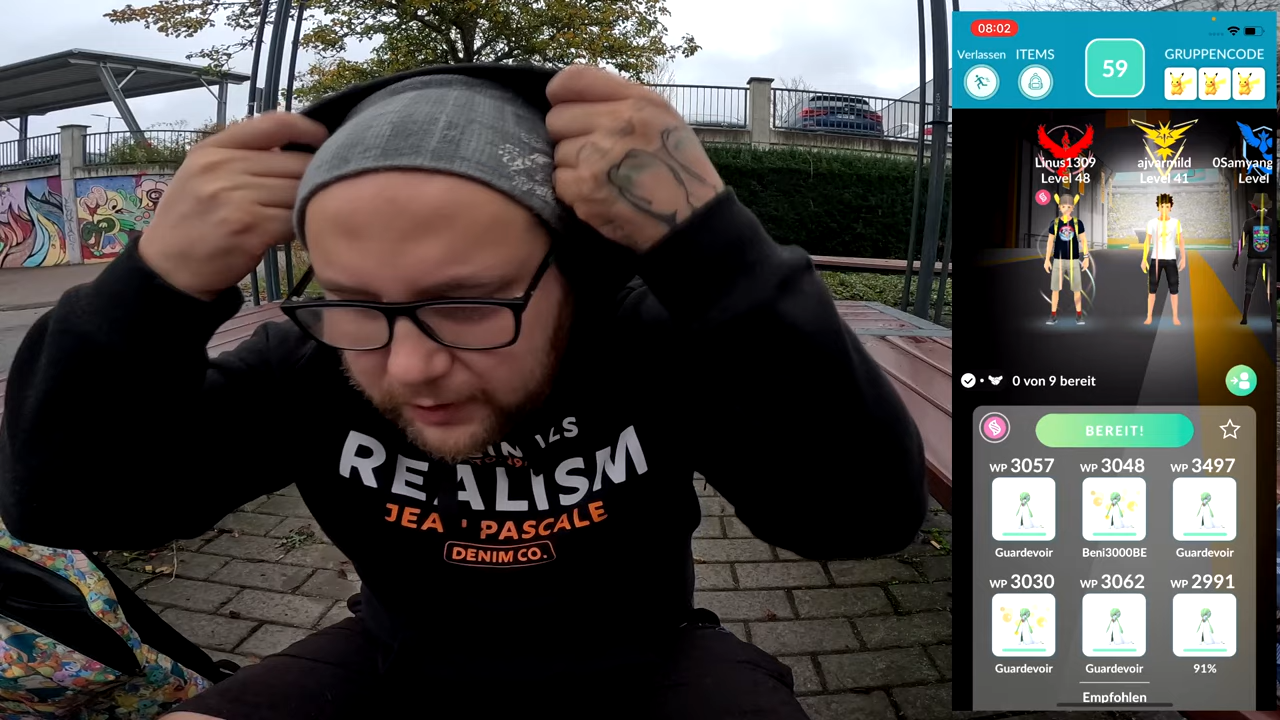 08:02
Verlassen
ITEMS
59
GRUPPENCODE
Linus1309
Level 48
ajvarmild
Level 41
0Samyang
Level
0 von 9 bereit
BEREIT!
WP 3057
WP 3048
WP 3497
Guardevoir
Beni3000BE
Guardevoir
WP 3030
WP 3062
WP 2991
Guardevoir
Guardevoir
91%
Empfohlen
REALISM
JEA PASCALE
DENIM CO.